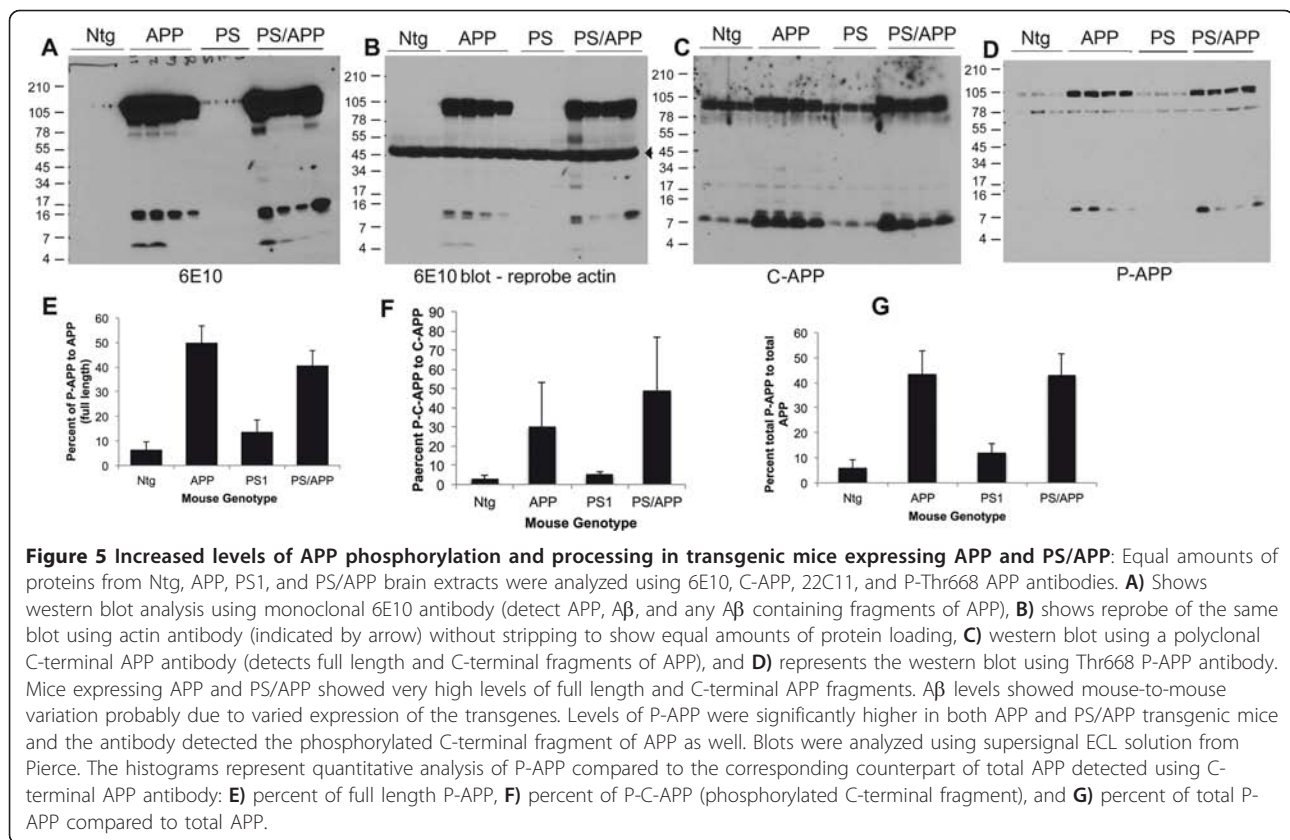 A
Ntg APP PS PS/APP
210
105
78
55
45
34
17
16
7
4
6E10
B
Ntg APP PS PS/APP
210
105
78
55
45
34
17
16
7
4
6E10 blot - reprobe actin
C
Ntg APP PS PS/APP
210
105
78
55
45
34
17
16
7
4
C-APP
D
Ntg APP PS PS/APP
210
105
78
55
45
34
17
16
7
4
P-APP
E
Percent of P-APP to APP
(full length)
60
50
40
30
20
10
0
Ntg APP PS1 PS/APP
Mouse Genotype
F
Paercent P-C-APP to C-APP
90
80
70
60
50
40
30
20
10
0
Ntg APP PS1 PS/APP
Mouse Genotype
G
Percent total P-APP to total
APP
60
50
40
30
20
10
0
Ntg APP PS1 PS/APP
Mouse Genotype
Figure 5 Increased levels of APP phosphorylation and processing in transgenic mice expressing APP and PS/APP: Equal amounts of
proteins from Ntg, APP, PS1, and PS/APP brain extracts were analyzed using 6E10, C-APP, 22C11, and P-Thr668 APP antibodies. A) Shows
western blot analysis using monoclonal 6E10 antibody (detect APP, Aβ, and any Aβ containing fragments of APP), B) shows reprobe of the same
blot using actin antibody (indicated by arrow) without stripping to show equal amounts of protein loading, C) western blot using a polyclonal
C-terminal APP antibody (detects full length and C-terminal fragments of APP), and D) represents the western blot using Thr668 P-APP antibody.
Mice expressing APP and PS/APP showed very high levels of full length and C-terminal APP fragments. Aβ levels showed mouse-to-mouse
variation probably due to varied expression of the transgenes. Levels of P-APP were significantly higher in both APP and PS/APP transgenic mice
and the antibody detected the phosphorylated C-terminal fragment of APP as well. Blots were analyzed using supersignal ECL solution from
Pierce. The histograms represent quantitative analysis of P-APP compared to the corresponding counterpart of total APP detected using C-
terminal APP antibody: E) percent of full length P-APP, F) percent of P-C-APP (phosphorylated C-terminal fragment), and G) percent of total P-
APP compared to total APP.